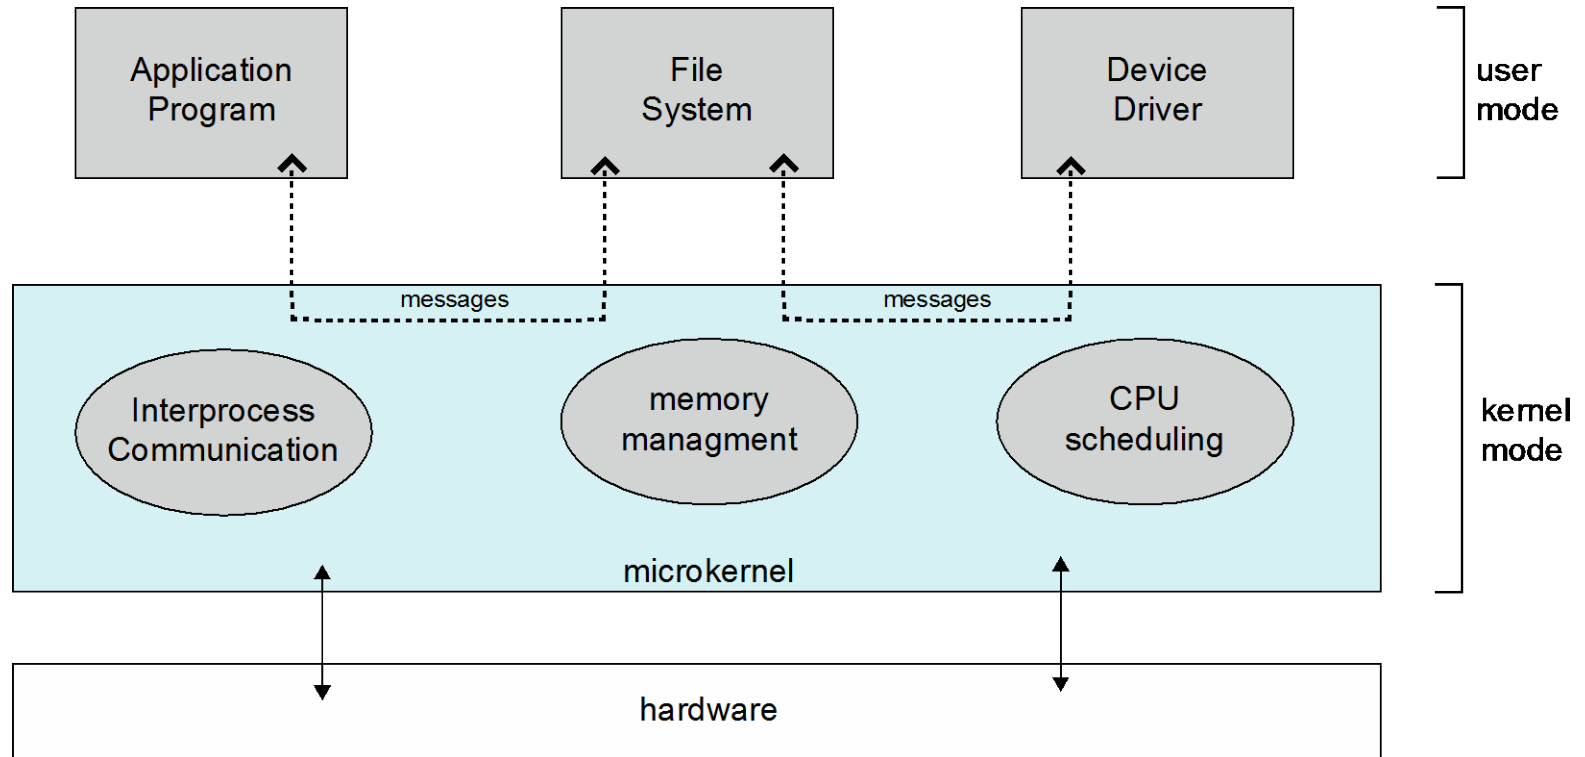 Application
Program
File
System
Device
Driver
user
mode
messages
messages
Interprocess
Communication
memory
managment
CPU
scheduling
kernel
mode
microkernel
hardware